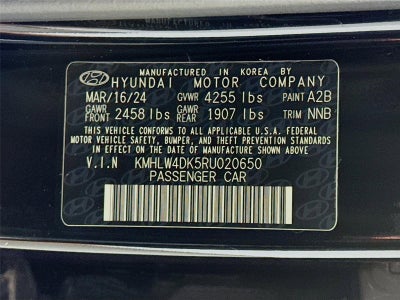 MANUFACTURED IN KOREA BY
HYUNDAI MOTOR COMPANY
MAR/16/24 GVWR 4255 lbs PAINT A2B
GAWR FRONT 2458 lbs GAWR REAR 1907 lbs TRIM NNB
THIS VEHICLE CONFORMS TO ALL APPLICABLE U.S.A. FEDERAL
MOTOR VEHICLE SAFETY, BUMPER, AND THEFT PREVENTION
STANDARDS IN EFFECT ON THE DATE OF MANUFACTURE SHOWN ABOVE.
V.I.N KMHLW4DK5RU020650
PASSENGER CAR